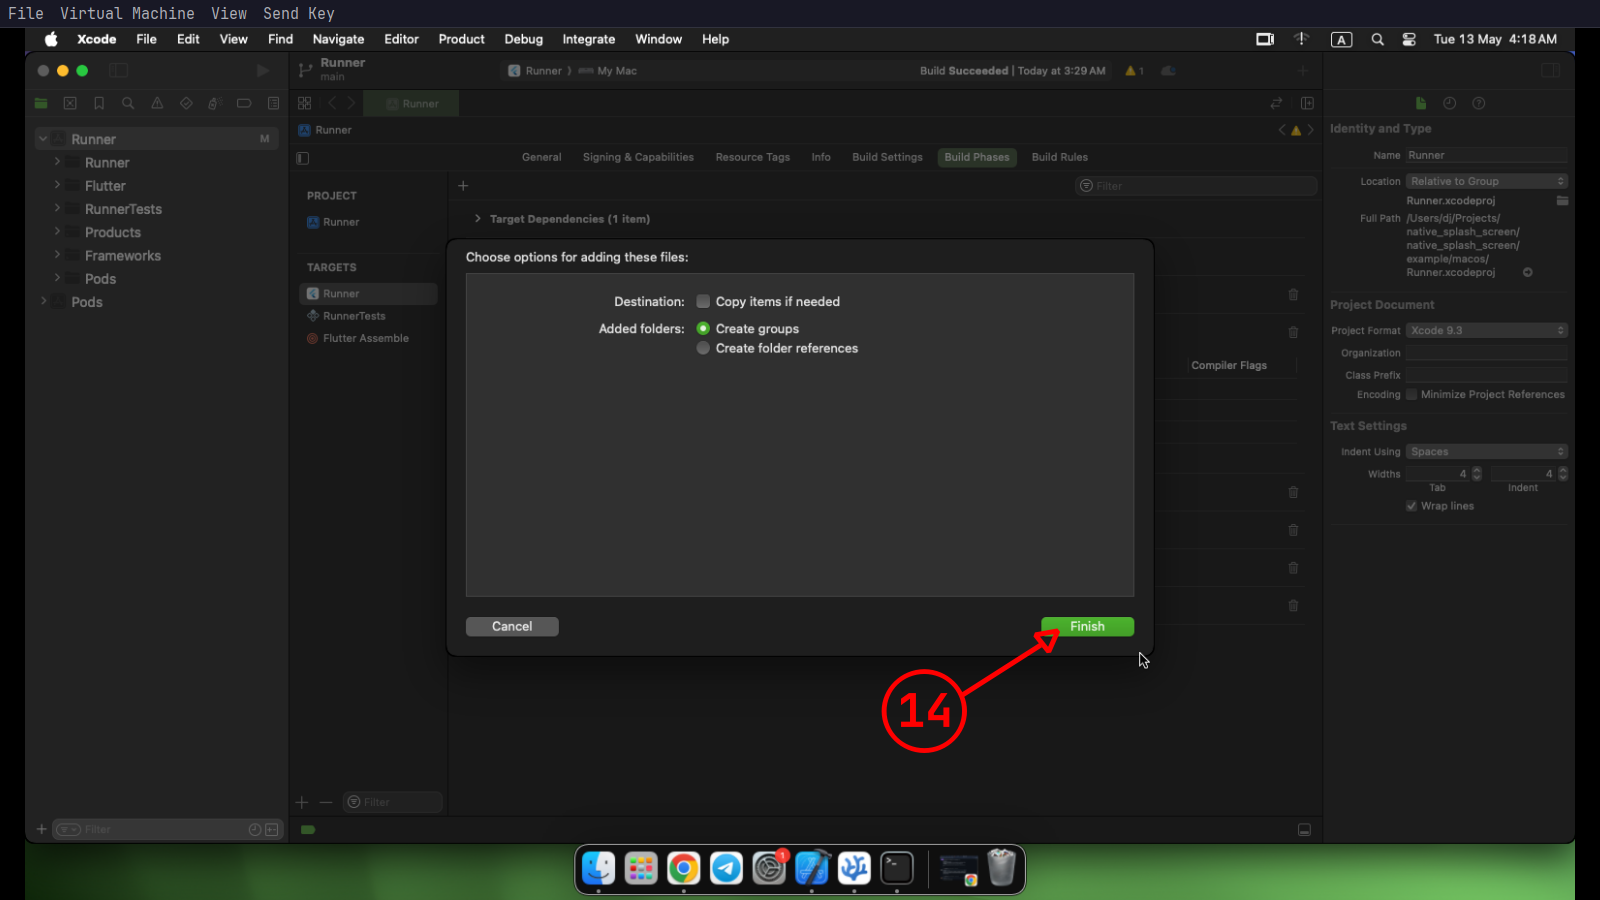 File Virtual Machine View Send Key
Xcode File Edit View Find Navigate Editor Product Debug Integrate Window Help
A
Tue 13 May 4:18 AM
Runner
main
Runner
My Mac
Build Succeeded | Today at 3:29 AM
1
Runner
Runner
M
Runner
Flutter
RunnerTests
Products
Frameworks
Pods
Pods
Filter
Runner
General
Signing & Capabilities
Resource Tags
Info
Build Settings
Build Phases
Build Rules
PROJECT
Runner
TARGETS
Runner
RunnerTests
Flutter Assemble
Filter
Filter
Target Dependencies (1 item)
Compiler Flags
Choose options for adding these files:
Destination:
Copy items if needed
Added folders:
Create groups
Create folder references
Cancel
Finish
14
Identity and Type
Name Runner
Location Relative to Group
Runner.xcodeproj
Full Path /Users/dj/Projects/
native_splash_screen/
native_splash_screen/
example/macos/
Runner.xcodeproj
Project Document
Project Format Xcode 9.3
Organization
Class Prefix
Encoding Minimize Project References
Text Settings
Indent Using Spaces
Widths 4 4
Tab Indent
Wrap lines
1